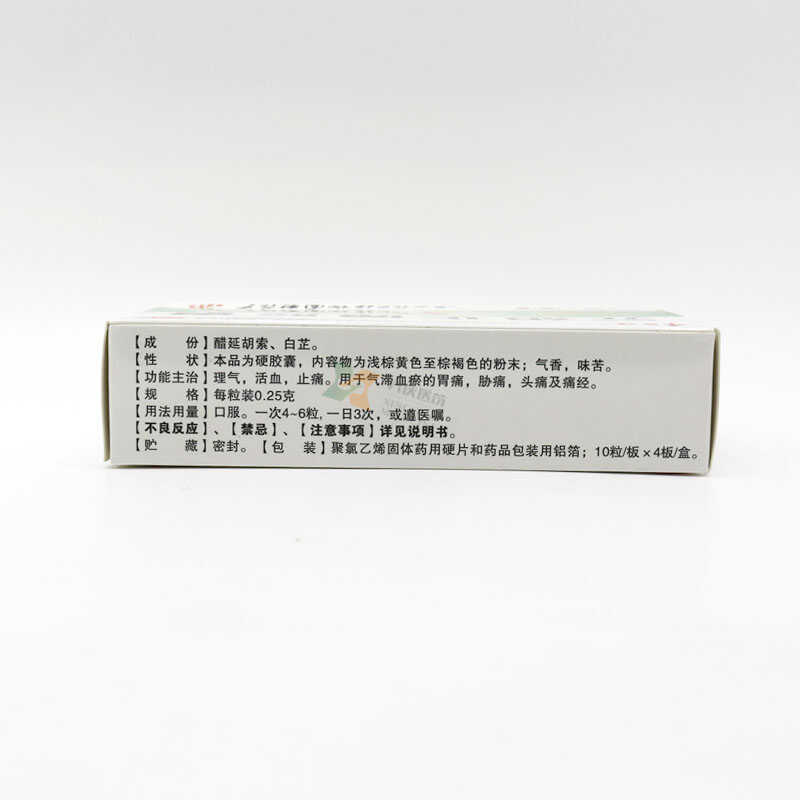 【成 份】醋延胡索、白芷。
【性 状】本品为硬胶囊，内容物为浅棕黄色至棕褐色的粉末；气香，味苦。
【功能主治】理气，活血，止痛。用于气滞血瘀的胃痛，胁痛，头痛及痛经。
【规 格】每粒装0.25克
【用法用量】口服。一次4~6粒,一日3次，或遵医嘱。
【不良反应】、【禁忌】、【注意事项】详见说明书。
【贮 藏】密封。【包 装】聚氯乙烯固体药用硬片和药品包装用铝箔；10粒/板×4板/盒。